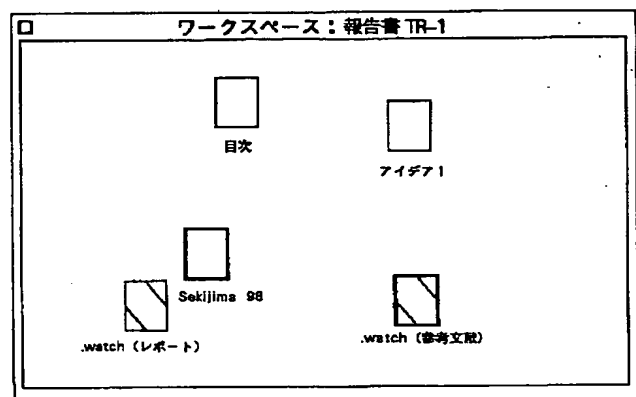 ワークスペース：報告書 TR-1
目次
アイデア 1
Sekijima 98
.watch（レポート）
.watch（参考文献）